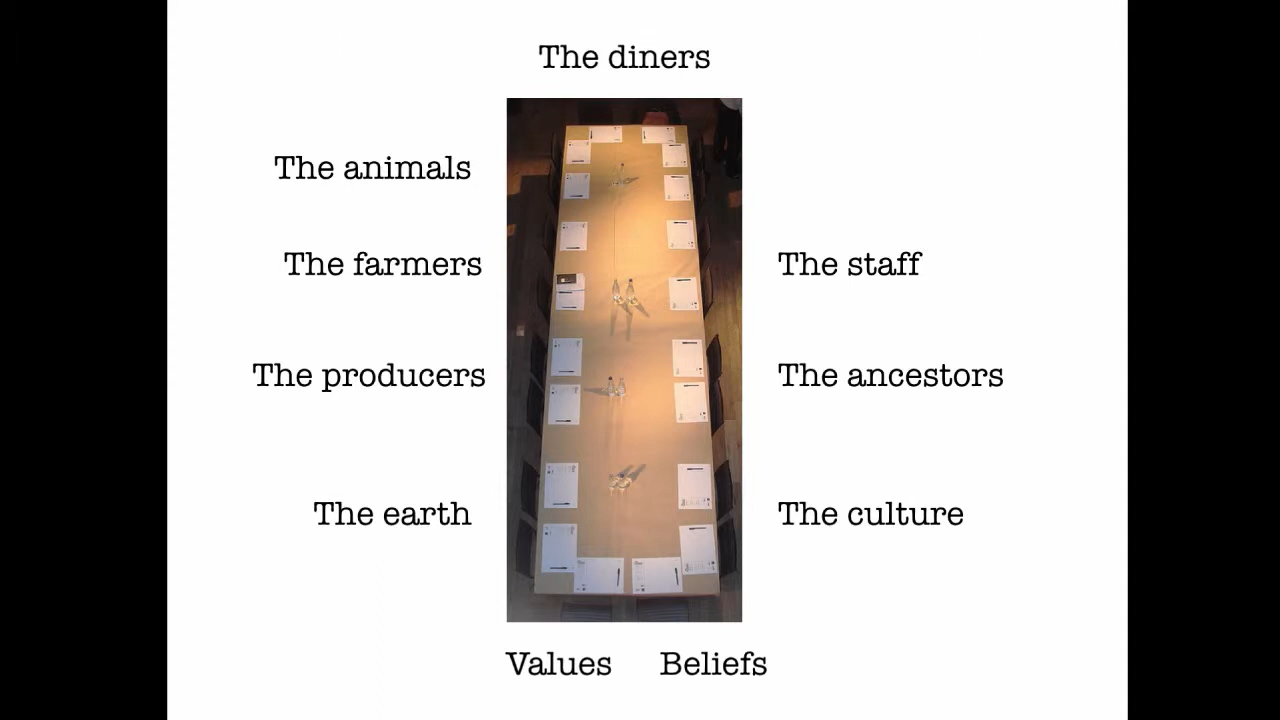 The diners
The animals
The farmers
The staff
The producers
The ancestors
The earth
The culture
Values
Beliefs